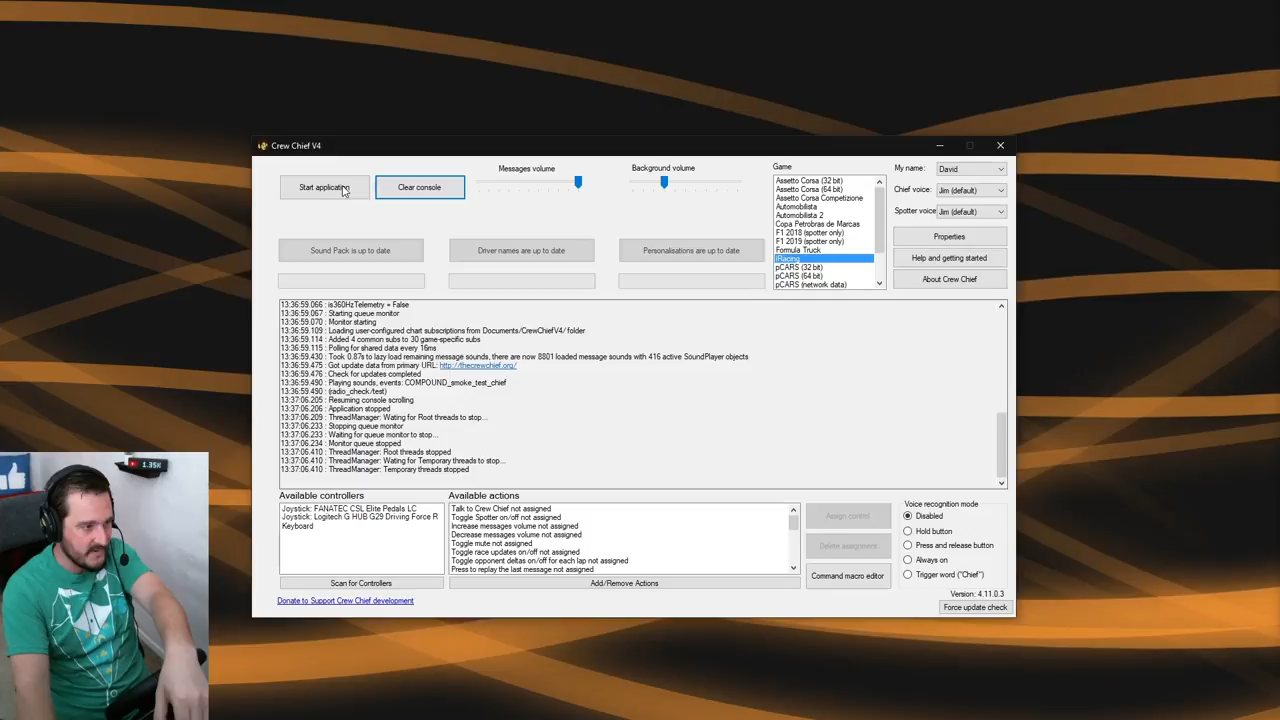 Crew Chief V4
Start application
Clear console
Messages volume
Background volume
Game
Assetto Corsa (32 bit)
Assetto Corsa (64 bit)
Assetto Corsa Competizione
Automobilista
Automobilista 2
Copa Petrobras de Marcas
F1 2018 (spotter only)
F1 2019 (spotter only)
Formula Truck
iRacing
pCARS (32 bit)
pCARS (64 bit)
pCARS (network data)
My name: David
Chief voice: Jim (default)
Spotter voice: Jim (default)
Properties
Help and getting started
About Crew Chief
Sound Pack is up to date
Driver names are up to date
Personalisations are up to date
13:36:59.066 : is360HzTelemetry = False
13:36:59.067 : Starting queue monitor
13:36:59.070 : Monitor starting
13:36:59.109 : Loading user-configured chart subscriptions from Documents/CrewChiefV4/ folder
13:36:59.114 : Added 4 common subs to 30 game-specific subs
13:36:59.115 : Polling for shared data every 16ms
13:36:59.430 : Took 0.87s to lazy load remaining message sounds, there are now 8801 loaded message sounds with 416 active SoundPlayer objects
13:36:59.475 : Got update data from primary URL: http://thecrewchief.org/
13:36:59.476 : Check for updates completed
13:36:59.490 : Playing sounds, events: COMPOUND_smoke_test_chief
13:36:59.490 : (radio_check/test)
13:37:06.205 : Resuming console scrolling
13:37:06.206 : Application stopped
13:37:06.209 : ThreadManager: Wating for Root threads to stop...
13:37:06.233 : Stopping queue monitor
13:37:06.233 : Waiting for queue monitor to stop...
13:37:06.234 : Monitor queue stopped
13:37:06.410 : ThreadManager: Root threads stopped
13:37:06.410 : ThreadManager: Wating for Temporary threads to stop...
13:37:06.410 : ThreadManager: Temporary threads stopped
Available controllers
Joystick: FANATEC CSL Elite Pedals LC
Joystick: Logitech G HUB G29 Driving Force R
Keyboard
Scan for Controllers
Available actions
Talk to Crew Chief not assigned
Toggle Spotter on/off not assigned
Increase messages volume not assigned
Decrease messages volume not assigned
Toggle mute not assigned
Toggle race updates on/off not assigned
Toggle opponent deltas on/off for each lap not assigned
Press to replay the last message not assigned
Add/Remove Actions
Assign control
Delete assignment
Command macro editor
Voice recognition mode
Disabled
Hold button
Press and release button
Always on
Trigger word ("Chief")
Version: 4.11.0.3
Force update check
Donate to Support Crew Chief development
1.35K